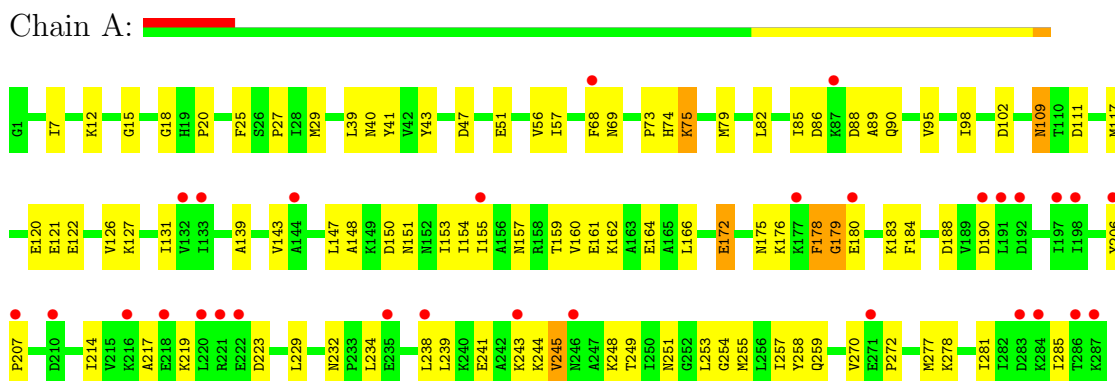 Chain A:
G1 I7 K12 G15 G18 H19 P20 F25 S26 P27 I28 M29 L39 N40 Y41 V42 Y43 D47 E51 V56 I57 F68 N69 P73 H74 K75 M79 L82 I85 D86 K87 D88 A89 Q90 V95 I98 D102 N109 T110 D111 M117
E120 E121 E122 V126 K127 I131 V132 I133 A139 V143 A144 L147 A148 K149 D150 N151 N152 I153 I154 I155 A156 N157 R158 T159 V160 E161 K162 A163 E164 A165 L166 E172 N175 K176 K177 F178 G179 E180 K183 F184 D188 V189 D190 L191 D192 I197 I198
P207 D210 I214 V215 K216 A217 E218 K219 L220 R221 E222 D223 L229 N232 P233 L234 E235 L238 L239 K240 E241 A242 K243 K244 V245 N246 A247 K248 T249 I250 N251 G252 L253 G254 M255 L256 I257 Y258 Q259 V270 E271 P272 M277 K278 I281 I282 D283 K284 I285 T286 K287